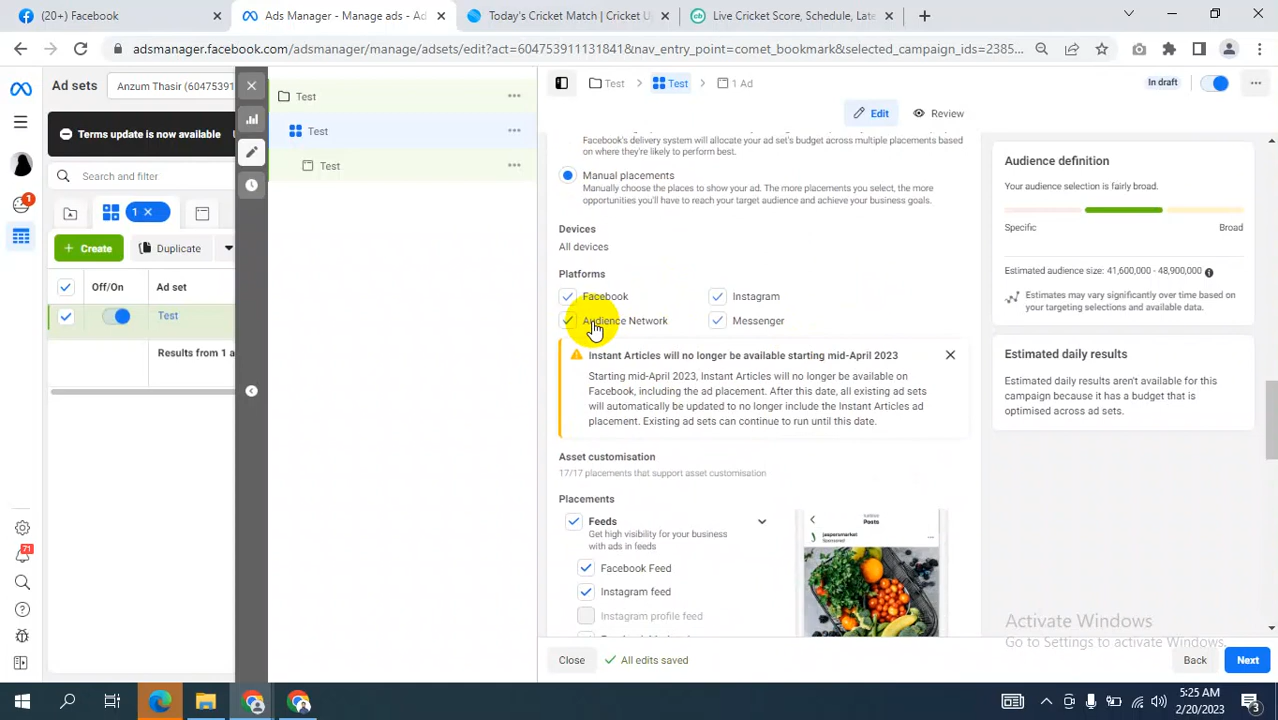 (20+) Facebook
Ads Manager - Manage ads - Ad
Today's Cricket Match | Cricket Up
Live Cricket Score, Schedule, Late
adsmanager.facebook.com/adsmanager/manage/adsets/edit?act=604753911131841&nav_entry_point=comet_bookmark&selected_campaign_ids=2385...
Ad sets
Anzum Thasir (60475391
Test
Test
1 Ad
In draft
Terms update is now available
Test
Test
Test
Edit
Review
Search and filter
1
1
Create
Duplicate
Off/On
Ad set
Test
Results from 1 a
Facebook's delivery system will allocate your ad set's budget across multiple placements based
on where they're likely to perform best.
Manual placements
Manually choose the places to show your ad. The more placements you select, the more
opportunities you'll have to reach your target audience and achieve your business goals.
Devices
All devices
Platforms
Facebook
Instagram
Audience Network
Messenger
Instant Articles will no longer be available starting mid-April 2023
Starting mid-April 2023, Instant Articles will no longer be available on
Facebook, including the ad placement. After this date, all existing ad sets
will automatically be updated to no longer include the Instant Articles ad
placement. Existing ad sets can continue to run until this date.
Asset customisation
17/17 placements that support asset customisation
Placements
Feeds
Get high visibility for your business
with ads in feeds
Facebook Feed
Instagram feed
Instagram profile feed
Posts
jaspersmarket
Sponsored
Audience definition
Your audience selection is fairly broad.
Specific
Broad
Estimated audience size: 41,600,000 - 48,900,000
Estimates may vary significantly over time based on
your targeting selections and available data.
Estimated daily results
Estimated daily results aren't available for this
campaign because it has a budget that is
optimised across ad sets.
71
Activate Windows
Go to Settings to activate Windows.
Close
All edits saved
Back
Next
5:25 AM
2/20/2023
3